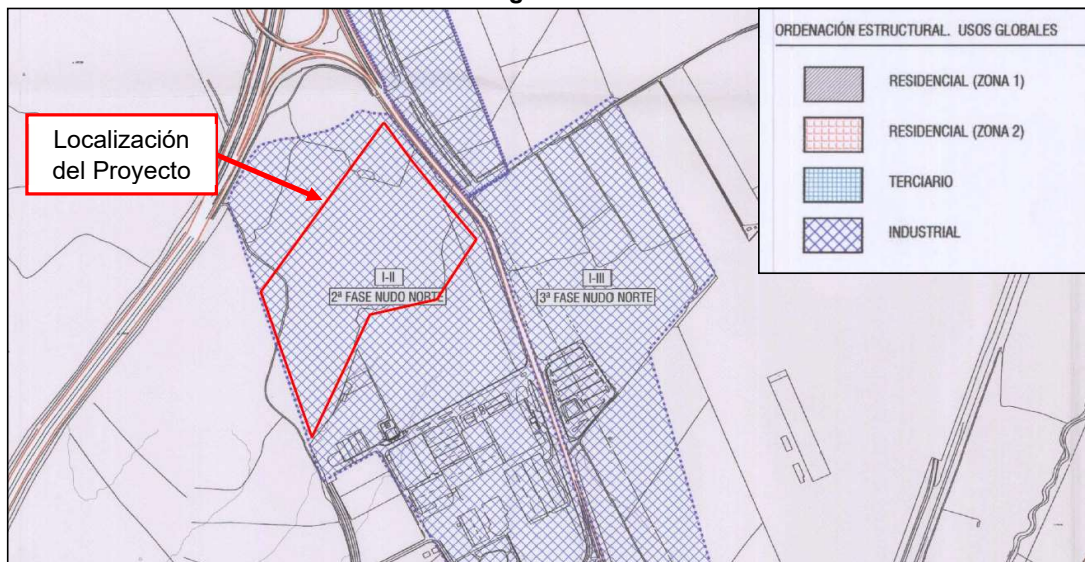 ORDENACIÓN ESTRUCTURAL. USOS GLOBALES
RESIDENCIAL (ZONA 1)
RESIDENCIAL (ZONA 2)
TERCIARIO
INDUSTRIAL
Localización
del Proyecto
I-II
2ª FASE NUDO NORTE
I-III
3ª FASE NUDO NORTE